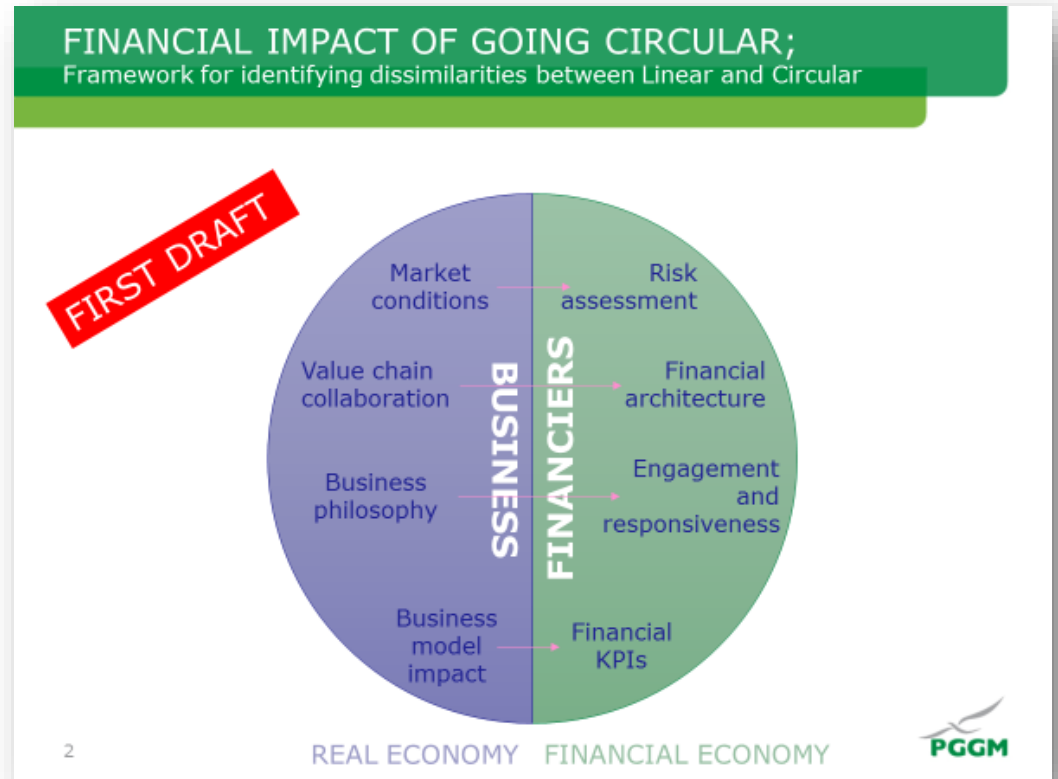 FINANCIAL IMPACT OF GOING CIRCULAR;
Framework for identifying dissimilarities between Linear and Circular
FIRST DRAFT
Market
conditions
Risk
assessment
Value chain
collaboration
Financial
architecture
BUSINESS
FINANCIERS
Business
philosophy
Engagement
and
responsiveness
Business
model
impact
Financial
KPIs
2
REAL ECONOMY
FINANCIAL ECONOMY
PGGM